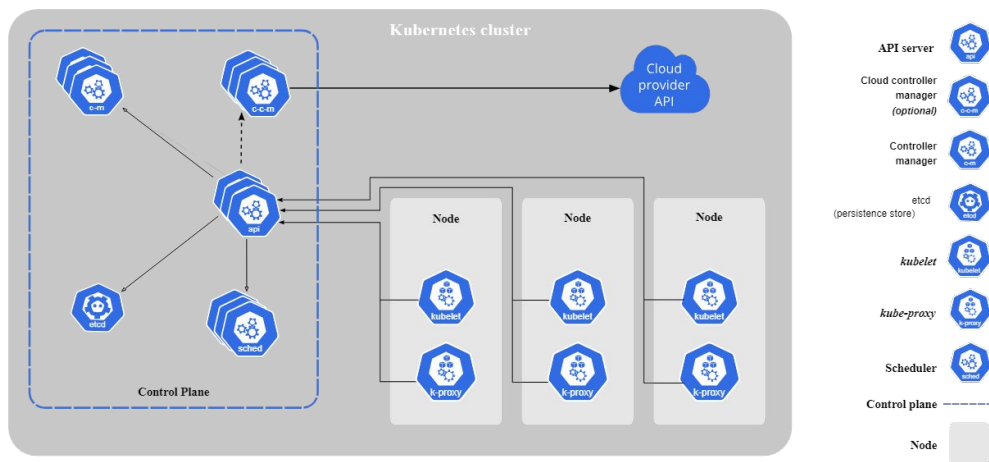 Kubernetes cluster
c-m
c-c-m
Cloud
provider
API
api
etcd
sched
Control Plane
Node
Node
Node
kubelet
kubelet
kubelet
k-proxy
k-proxy
k-proxy
API server
api
Cloud controller
manager
(optional)
c-c-m
Controller
manager
c-m
etcd
(persistence store)
etcd
kubelet
kubelet
kube-proxy
k-proxy
Scheduler
sched
Control plane
Node